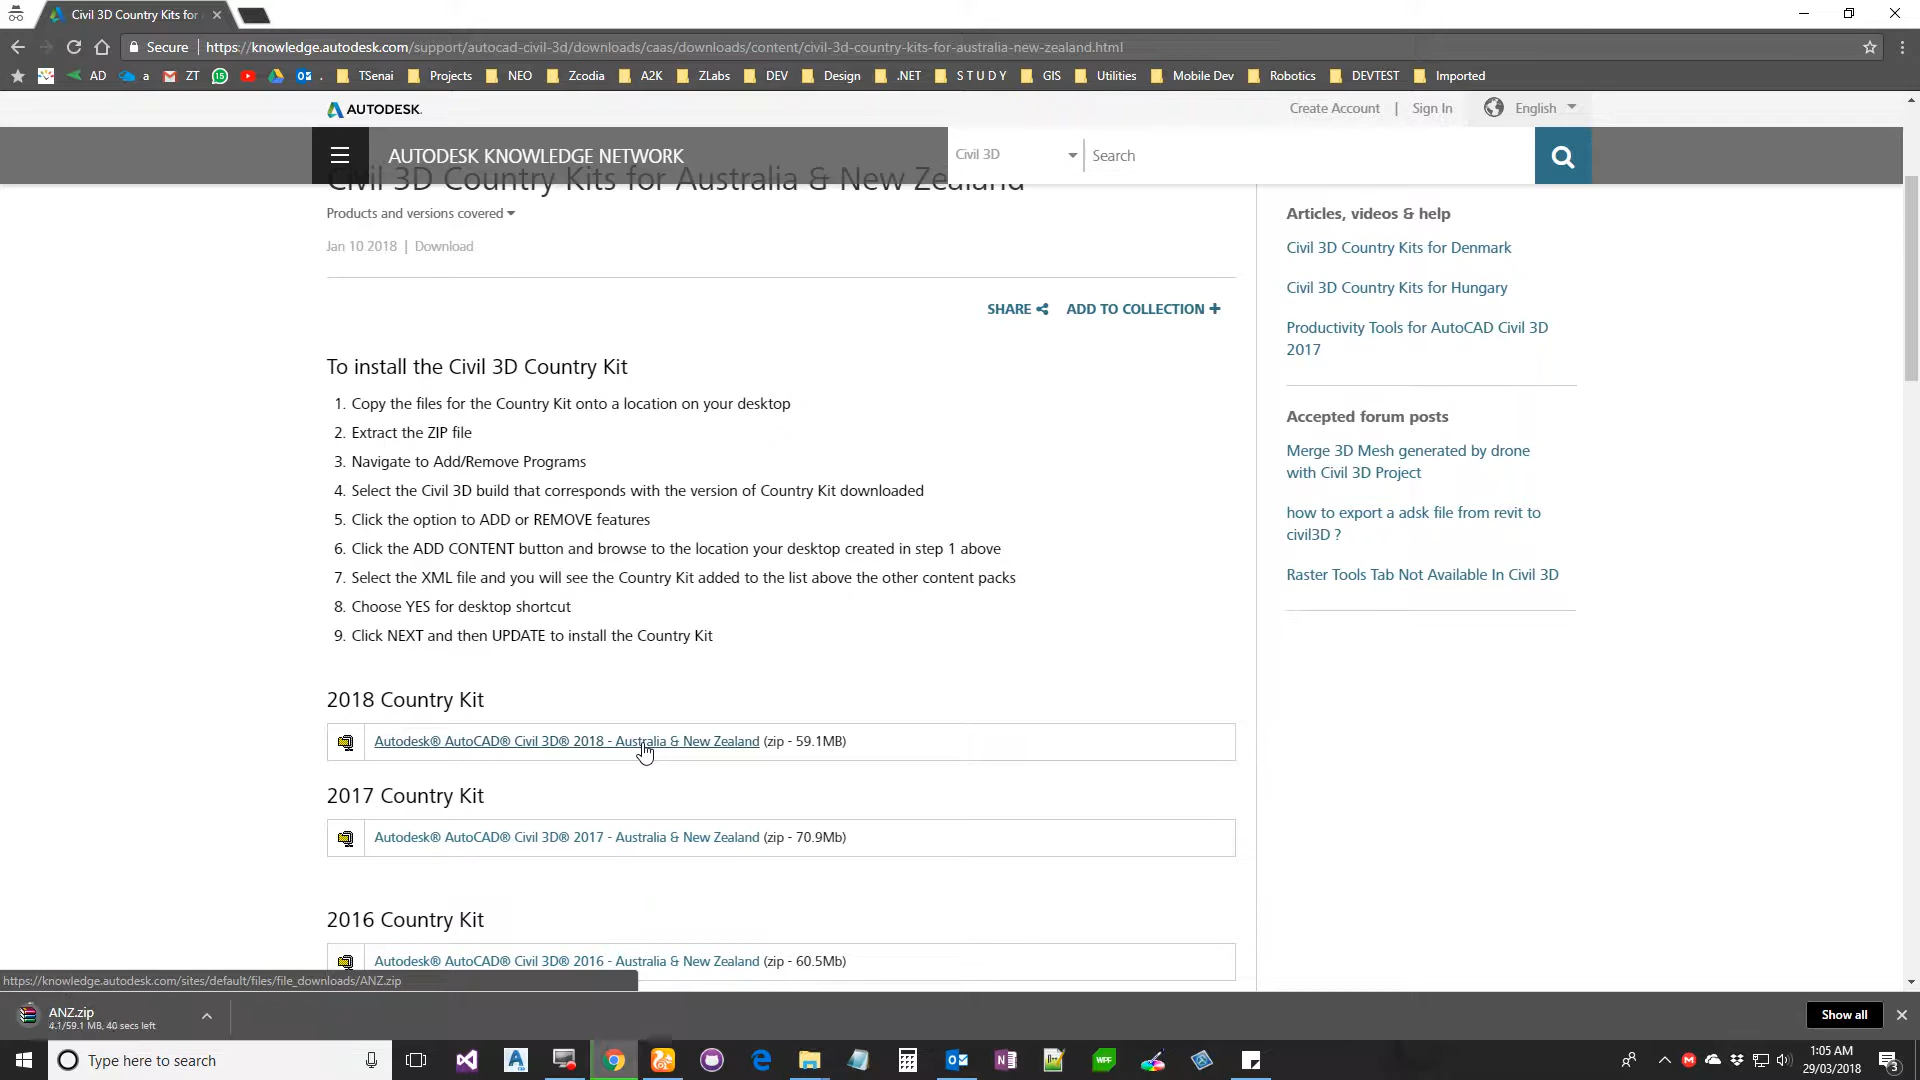 Civil 3D Country Kits for
Secure
https://knowledge.autodesk.com/support/autocad-civil-3d/downloads/caas/downloads/content/civil-3d-country-kits-for-australia-new-zealand.html
AD
a
ZT
TSenai
Projects
NEO
Zcodia
A2K
ZLabs
DEV
Design
.NET
S T U D Y
GIS
Utilities
Mobile Dev
Robotics
DEVTEST
Imported
AUTODESK.
Create Account | Sign In
English
AUTODESK KNOWLEDGE NETWORK
Civil 3D
Search
Civil 3D Country Kits for Australia & New Zealand
Products and versions covered
Jan 10 2018 | Download
SHARE
ADD TO COLLECTION +
To install the Civil 3D Country Kit
1. Copy the files for the Country Kit onto a location on your desktop
2. Extract the ZIP file
3. Navigate to Add/Remove Programs
4. Select the Civil 3D build that corresponds with the version of Country Kit downloaded
5. Click the option to ADD or REMOVE features
6. Click the ADD CONTENT button and browse to the location your desktop created in step 1 above
7. Select the XML file and you will see the Country Kit added to the list above the other content packs
8. Choose YES for desktop shortcut
9. Click NEXT and then UPDATE to install the Country Kit
2018 Country Kit
Autodesk® AutoCAD® Civil 3D® 2018 - Australia & New Zealand (zip - 59.1MB)
2017 Country Kit
Autodesk® AutoCAD® Civil 3D® 2017 - Australia & New Zealand (zip - 70.9Mb)
2016 Country Kit
Autodesk® AutoCAD® Civil 3D® 2016 - Australia & New Zealand (zip - 60.5Mb)
Articles, videos & help
Civil 3D Country Kits for Denmark
Civil 3D Country Kits for Hungary
Productivity Tools for AutoCAD Civil 3D
2017
Accepted forum posts
Merge 3D Mesh generated by drone
with Civil 3D Project
how to export a adsk file from revit to
civil3D ?
Raster Tools Tab Not Available In Civil 3D
https://knowledge.autodesk.com/sites/default/files/file_downloads/ANZ.zip
ANZ.zip
4.1/59.1 MB, 40 secs left
Show all
Type here to search
1:05 AM
29/03/2018
3